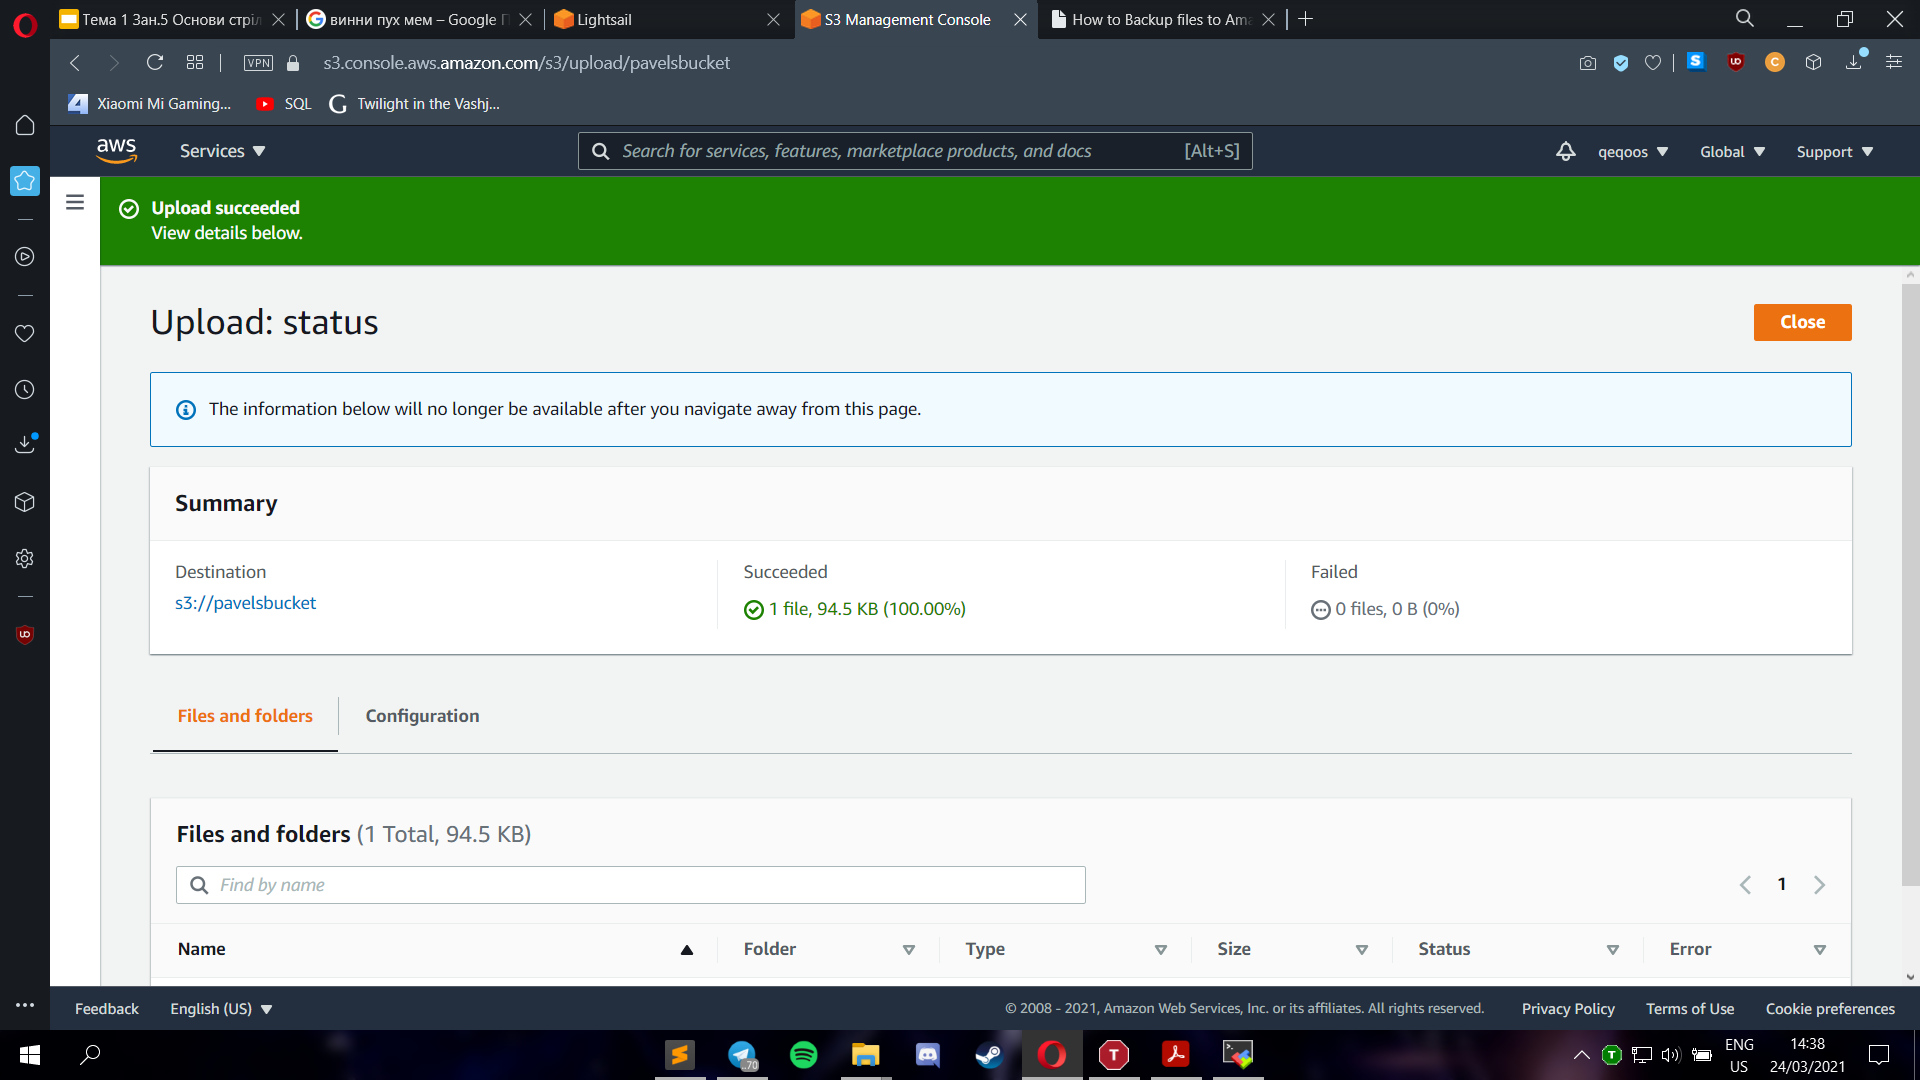 Тема 1 Зан.5 Основи стріл
винни пух мем – Google П
Lightsail
S3 Management Console
How to Backup files to Ama
VPN
s3.console.aws.amazon.com/s3/upload/pavelsbucket
Xiaomi Mi Gaming...
SQL
Twilight in the Vashj...
aws
Services
Search for services, features, marketplace products, and docs
[Alt+S]
qeqoos
Global
Support
Upload succeeded
View details below.
Upload: status
Close
The information below will no longer be available after you navigate away from this page.
Summary
Destination
s3://pavelsbucket
Succeeded
1 file, 94.5 KB (100.00%)
Failed
0 files, 0 B (0%)
Files and folders
Configuration
Files and folders (1 Total, 94.5 KB)
Find by name
1
Name
Folder
Type
Size
Status
Error
Feedback
English (US)
© 2008 - 2021, Amazon Web Services, Inc. or its affiliates. All rights reserved.
Privacy Policy
Terms of Use
Cookie preferences
70
ENG
US
14:38
24/03/2021